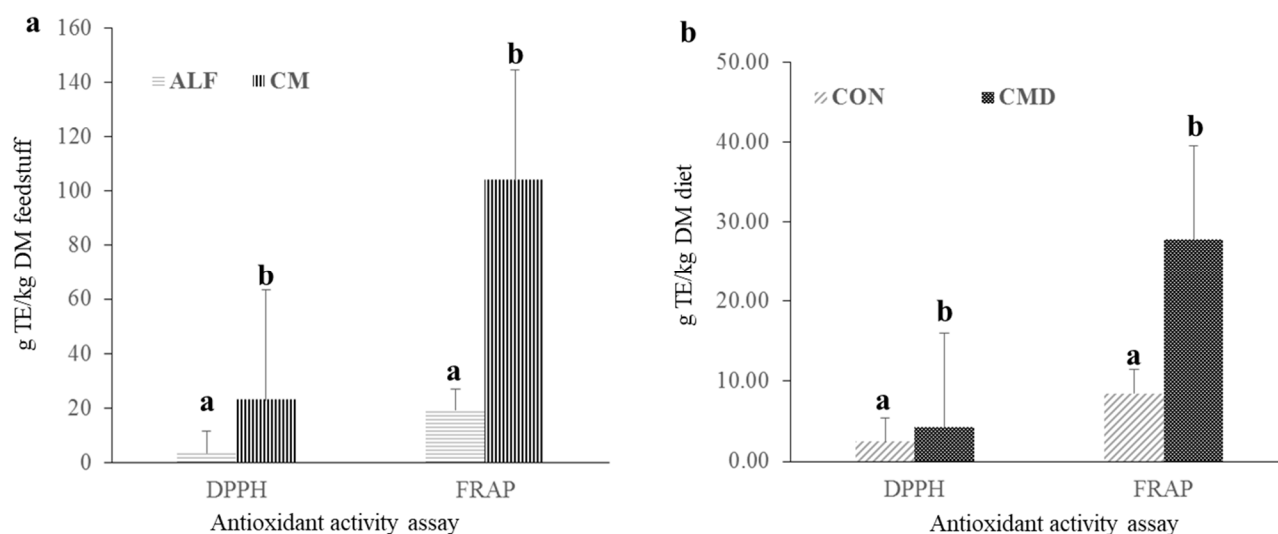 a
160
140
120
100
80
60
40
20
0
g TE/kg DM feedstuff
ALF CM
a
b
a
b
DPPH FRAP
Antioxidant activity assay
b
50.00
40.00
30.00
20.00
10.00
0.00
g TE/kg DM diet
CON CMD
a
b
a
b
DPPH FRAP
Antioxidant activity assay